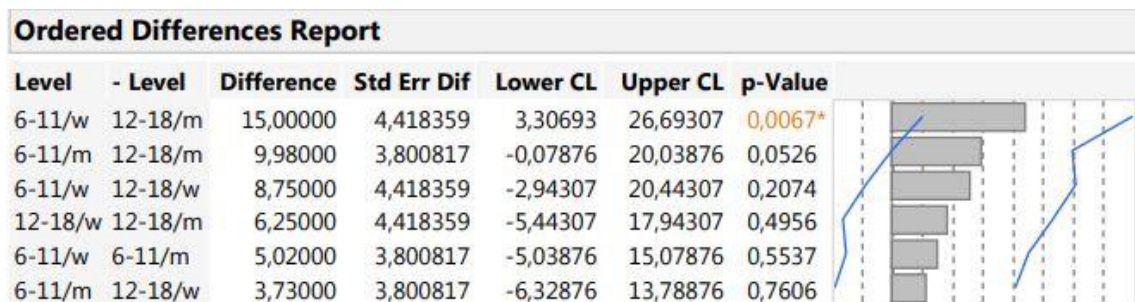 Ordered Differences Report
Level - Level Difference Std Err Dif Lower CL Upper CL p-Value
6-11/w 12-18/m 15,00000 4,418359 3,30693 26,69307 0,0067*
6-11/m 12-18/m 9,98000 3,800817 -0,07876 20,03876 0,0526
6-11/w 12-18/w 8,75000 4,418359 -2,94307 20,44307 0,2074
12-18/w 12-18/m 6,25000 4,418359 -5,44307 17,94307 0,4956
6-11/w 6-11/m 5,02000 3,800817 -5,03876 15,07876 0,5537
6-11/m 12-18/w 3,73000 3,800817 -6,32876 13,78876 0,7606